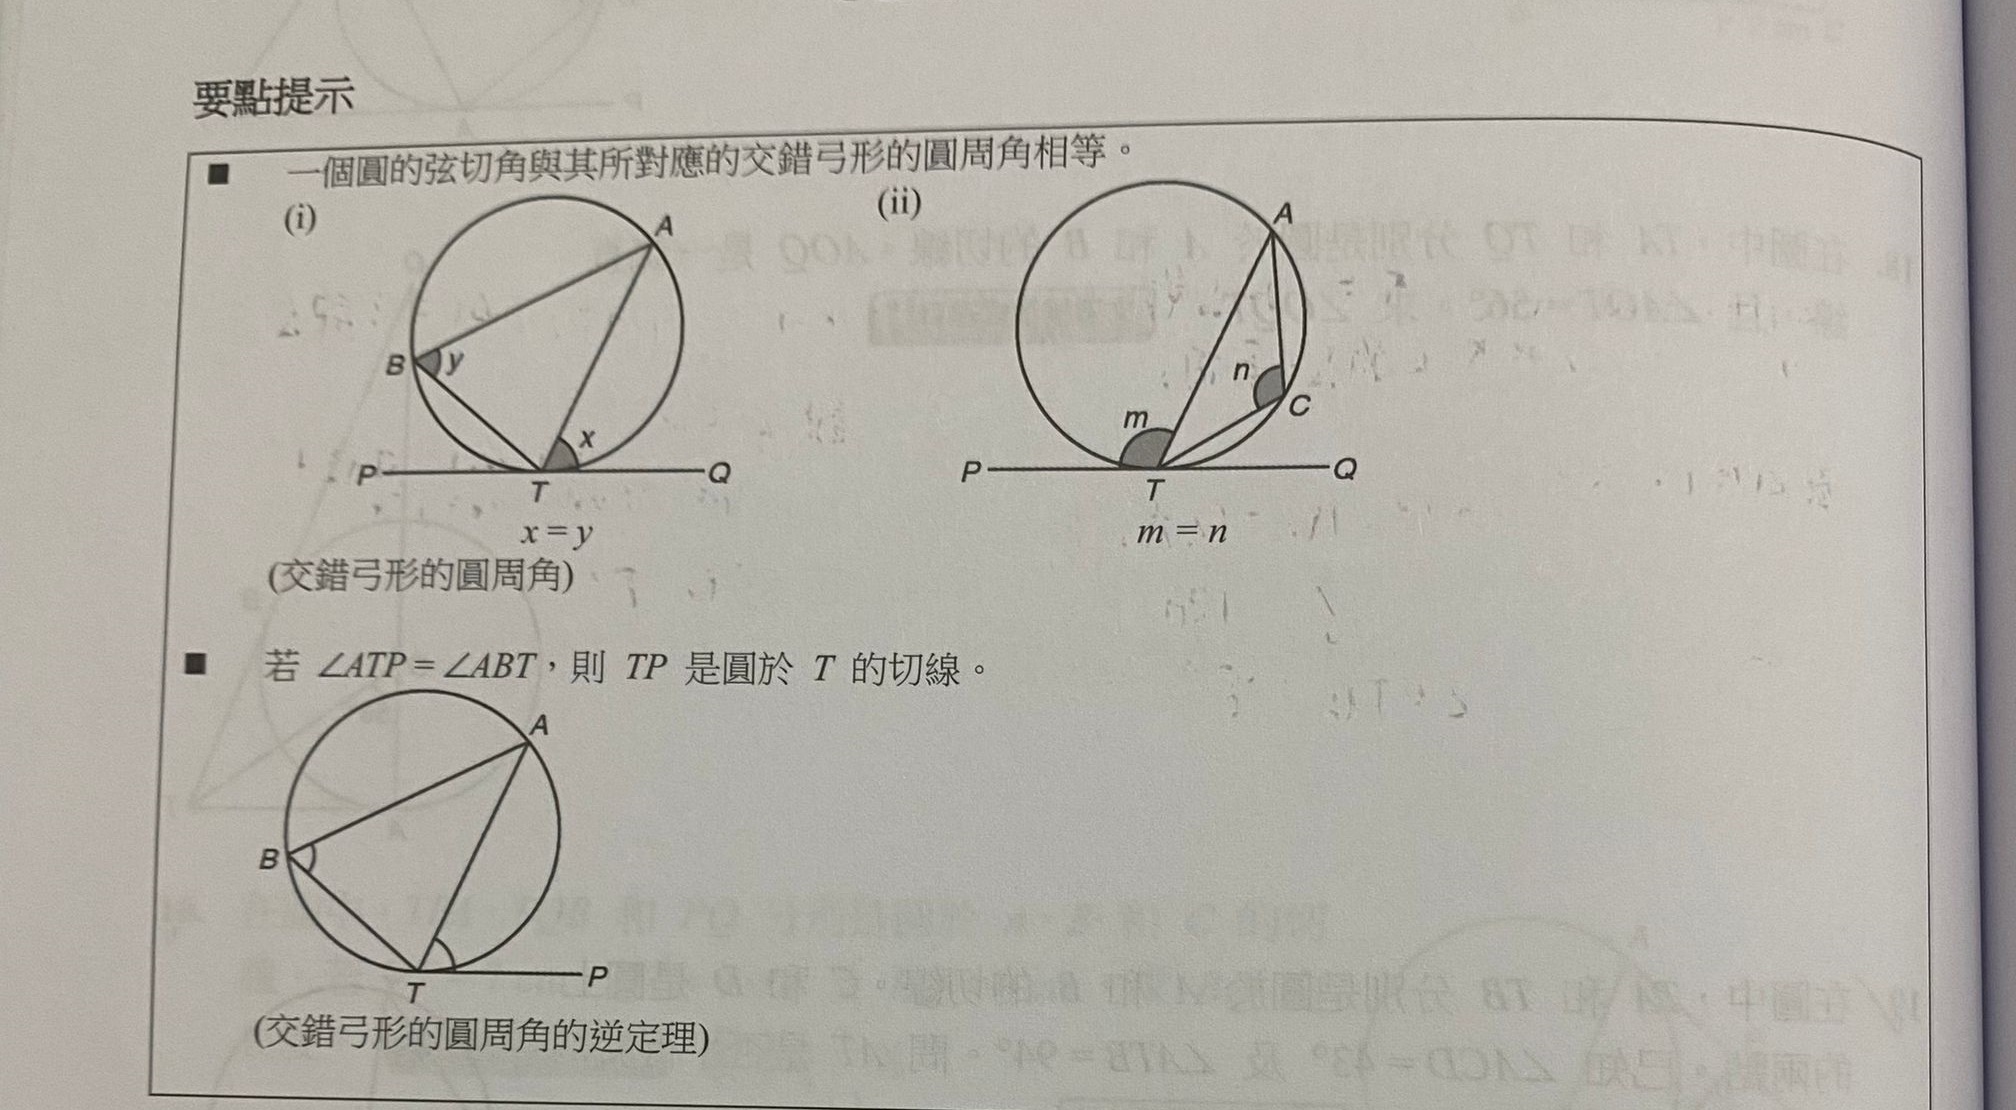 要點提示
■ 一個圓的弦切角與其所對應的交錯弓形的圓周角相等。
(i)
A
B
y
x
P
Q
T
x = y
(交錯弓形的圓周角)
(ii)
A
n
C
m
P
Q
T
m = n
■ 若 ∠ATP = ∠ABT，則 TP 是圓於 T 的切線。
A
B
P
T
(交錯弓形的圓周角的逆定理)